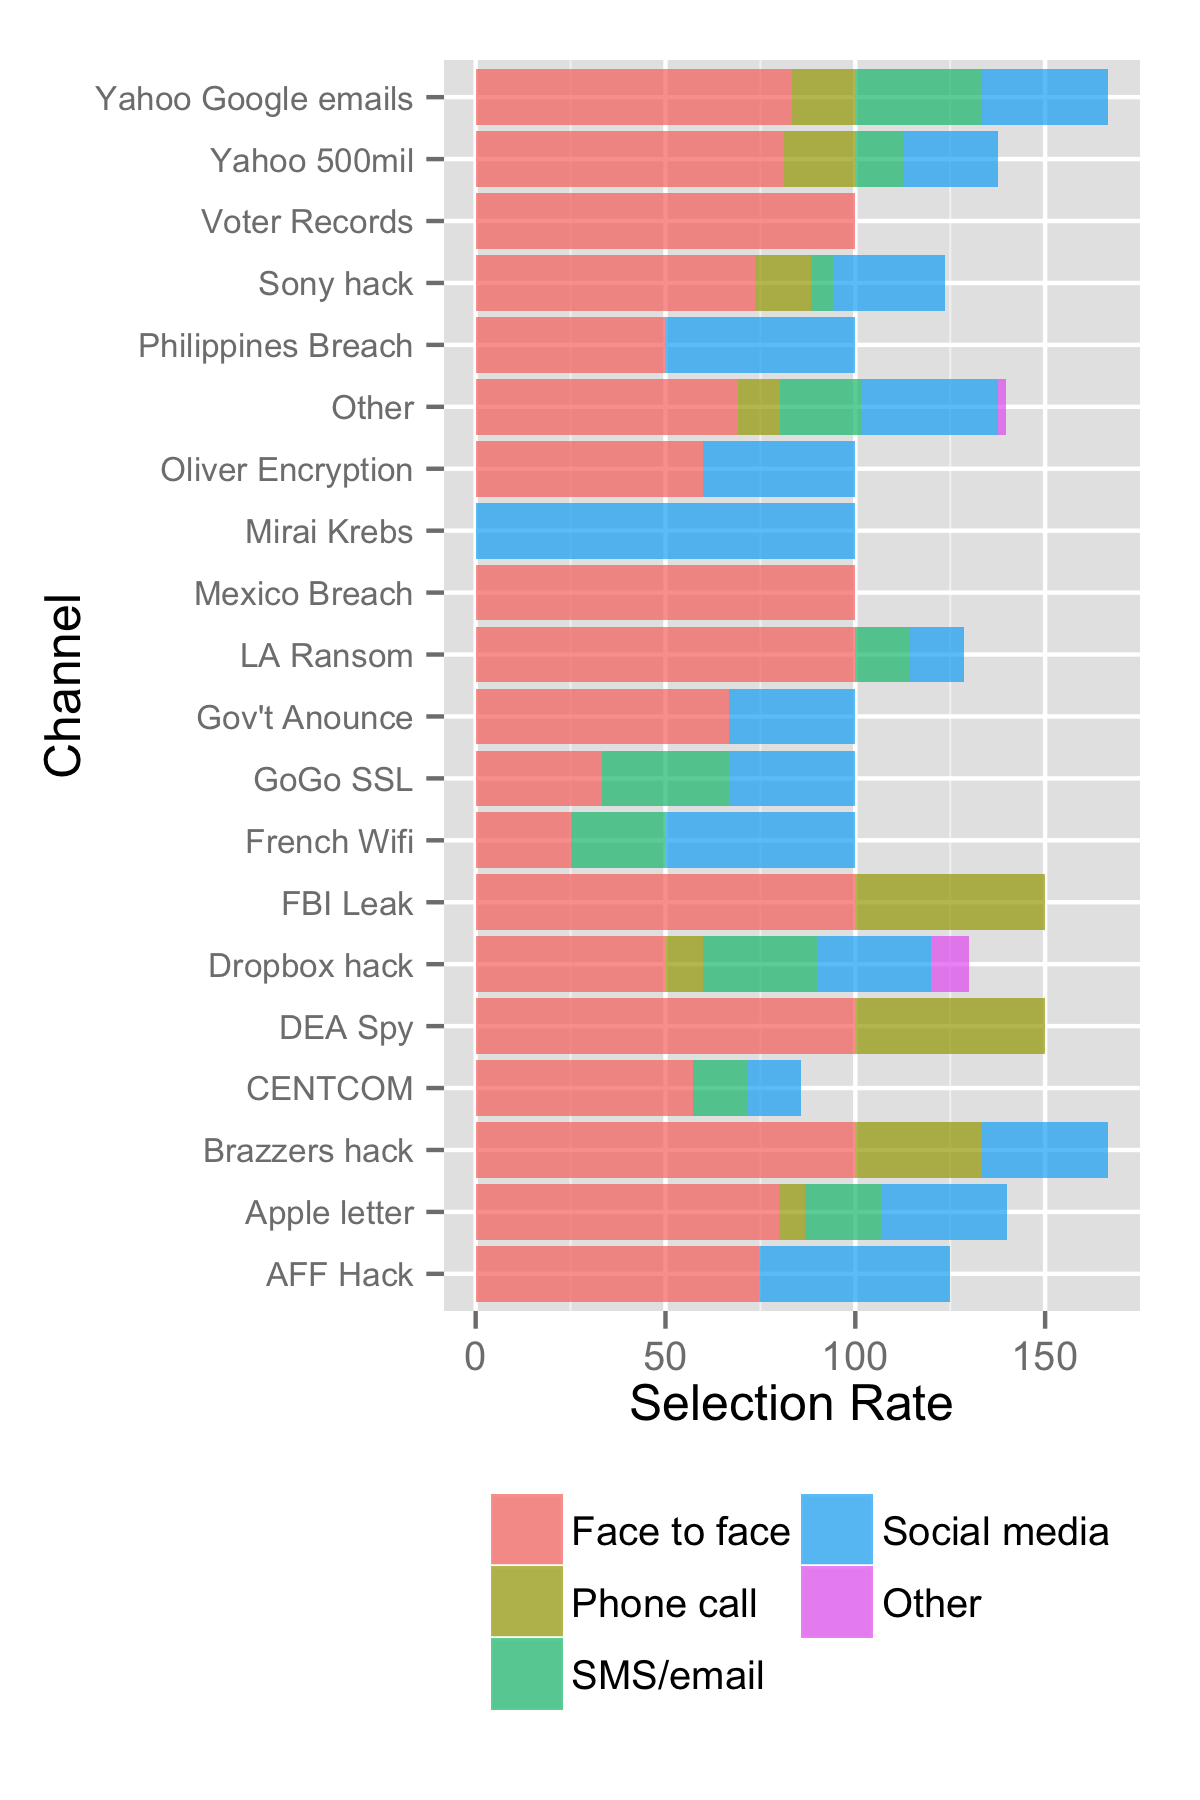 Yahoo Google emails
Yahoo 500mil
Voter Records
Sony hack
Philippines Breach
Other
Oliver Encryption
Mirai Krebs
Mexico Breach
LA Ransom
Gov't Anounce
GoGo SSL
French Wifi
FBI Leak
Dropbox hack
DEA Spy
CENTCOM
Brazzers hack
Apple letter
AFF Hack
Channel
0 50 100 150
Selection Rate
Face to face Social media
Phone call Other
SMS/email